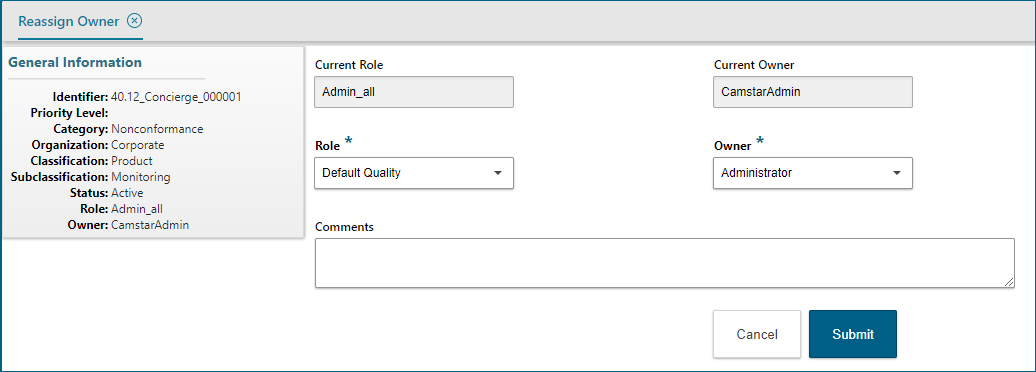 Reassign Owner
General Information
Identifier: 40.12_Concierge_000001
Priority Level:
Category: Nonconformance
Organization: Corporate
Classification: Product
Subclassification: Monitoring
Status: Active
Role: Admin_all
Owner: CamstarAdmin
Current Role
Current Owner
Admin_all
CamstarAdmin
Role *
Owner *
Default Quality
Administrator
Comments
Cancel
Submit